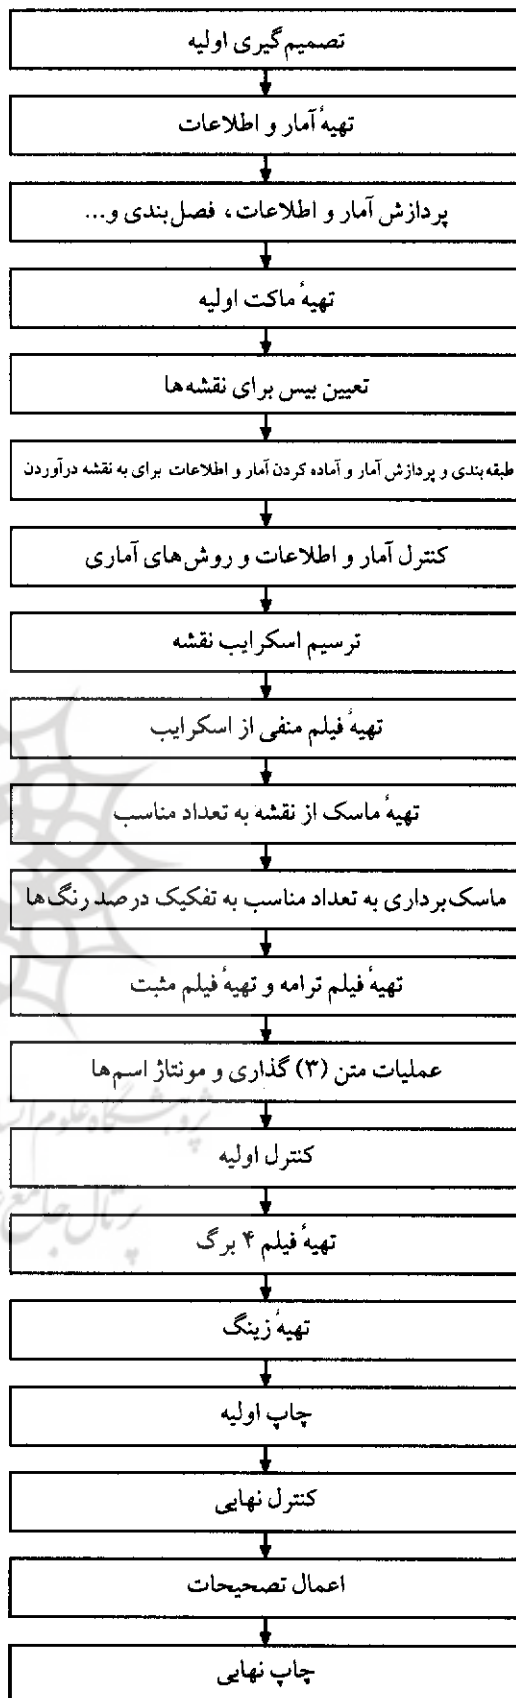 تصمیم‌گیری اولیه
تهیهٔ آمار و اطلاعات
پردازش آمار و اطلاعات، فصل‌بندی و...
تهیهٔ ماکت اولیه
تعیین بیس برای نقشه‌ها
طبقه‌بندی و پردازش آمار و آماده کردن آمار و اطلاعات برای به نقشه درآوردن
کنترل آمار و اطلاعات و روش‌های آماری
ترسیم اسکرایب نقشه
تهیهٔ فیلم منفی از اسکرایب
تهیهٔ ماسک از نقشه به تعداد مناسب
ماسک‌برداری به تعداد مناسب به تفکیک درصد رنگ‌ها
تهیهٔ فیلم ترامه و تهیهٔ فیلم مثبت
عملیات متن (۳) گذاری و مونتاژ اسم‌ها
کنترل اولیه
تهیهٔ فیلم ۴ برگ
تهیهٔ زینگ
چاپ اولیه
کنترل نهایی
اعمال تصحیحات
چاپ نهایی